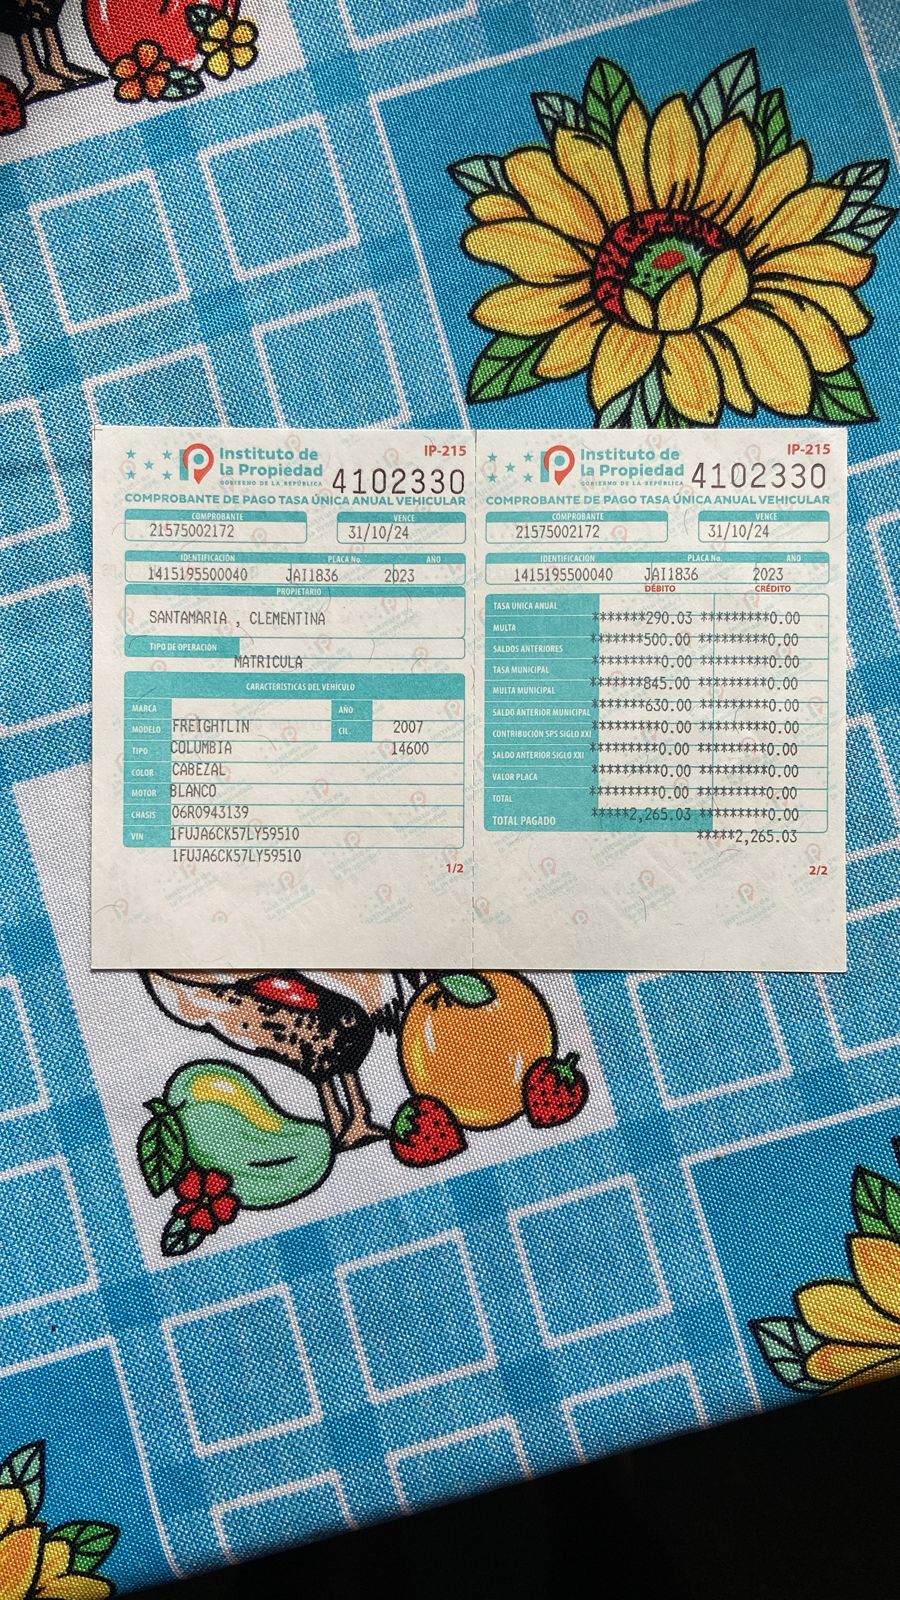 IP-215
Instituto de
la Propiedad
GOBIERNO DE LA REPÚBLICA
4102330
COMPROBANTE DE PAGO TASA ÚNICA ANUAL VEHICULAR
COMPROBANTE VENCE
21575002172 31/10/24
IDENTIFICACIÓN PLACA No. AÑO
1415195500040 JAI1836 2023
PROPIETARIO
SANTAMARIA , CLEMENTINA
TIPO DE OPERACIÓN
MATRICULA
CARACTERÍSTICAS DEL VEHÍCULO
MARCA AÑO
MODELO FREIGHTLIN CIL. 2007
TIPO COLUMBIA 14600
COLOR CABEZAL
MOTOR BLANCO
CHASIS 06R0943139
VIN 1FUJA6CK57LY59510
1FUJA6CK57LY59510
1/2
IP-215
Instituto de
la Propiedad
GOBIERNO DE LA REPÚBLICA
4102330
COMPROBANTE DE PAGO TASA ÚNICA ANUAL VEHICULAR
COMPROBANTE VENCE
21575002172 31/10/24
IDENTIFICACIÓN PLACA No. AÑO
1415195500040 JAI1836 2023
DÉBITO CRÉDITO
TASA ÚNICA ANUAL
*******290.03 *********0.00
MULTA
*******500.00 *********0.00
SALDOS ANTERIORES
*********0.00 *********0.00
TASA MUNICIPAL
*******845.00 *********0.00
MULTA MUNICIPAL
*******630.00 *********0.00
SALDO ANTERIOR MUNICIPAL
*********0.00 *********0.00
CONTRIBUCIÓN SPS SIGLO XXI
*********0.00 *********0.00
SALDO ANTERIOR SIGLO XXI
*********0.00 *********0.00
VALOR PLACA
*********0.00 *********0.00
TOTAL
*****2,265.03 *********0.00
TOTAL PAGADO
*****2,265.03
2/2